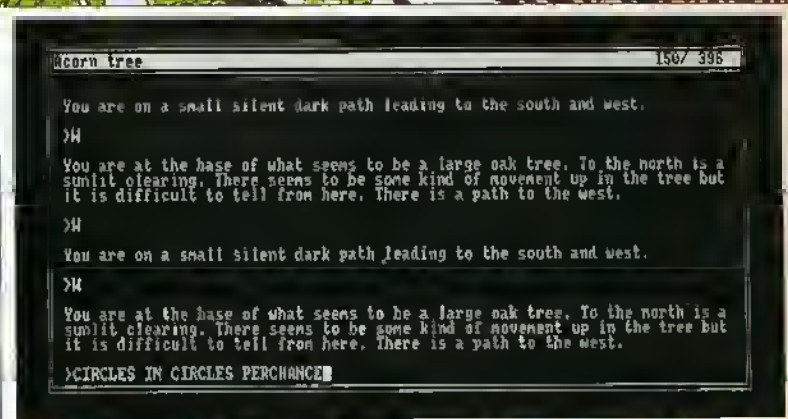 Acorn tree 150/ 396
You are on a small silent dark path leading to the south and west.
>W
You are at the base of what seems to be a large oak tree. To the north is a
sunlit clearing. There seems to be some kind of movement up in the tree but
it is difficult to tell from here. There is a path to the west.
>W
You are on a small silent dark path leading to the south and west.
>W
You are at the base of what seems to be a large oak tree. To the north is a
sunlit clearing. There seems to be some kind of movement up in the tree but
it is difficult to tell from here. There is a path to the west.
>CIRCLES IN CIRCLES PERCHANCE